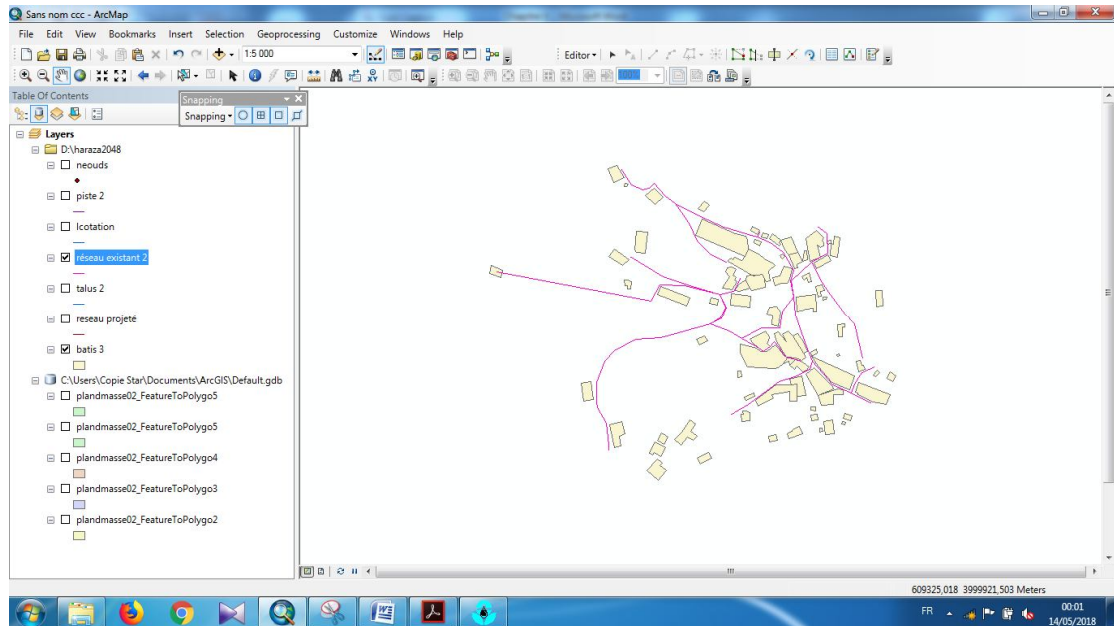 Sans nom ccc - ArcMap
File Edit View Bookmarks Insert Selection Geoprocessing Customize Windows Help
1:5 000
Editor
Table Of Contents
Snapping
Snapping
Layers
D:\haraza2048
neouds
piste 2
lcotation
réseau existant 2
talus 2
reseau projeté
batis 3
C:\Users\Copie Star\Documents\ArcGIS\Default.gdb
plandmasse02_FeatureToPolygo5
plandmasse02_FeatureToPolygo5
plandmasse02_FeatureToPolygo4
plandmasse02_FeatureToPolygo3
plandmasse02_FeatureToPolygo2
609325,018 3999921,503 Meters
FR
00:01
14/05/2018